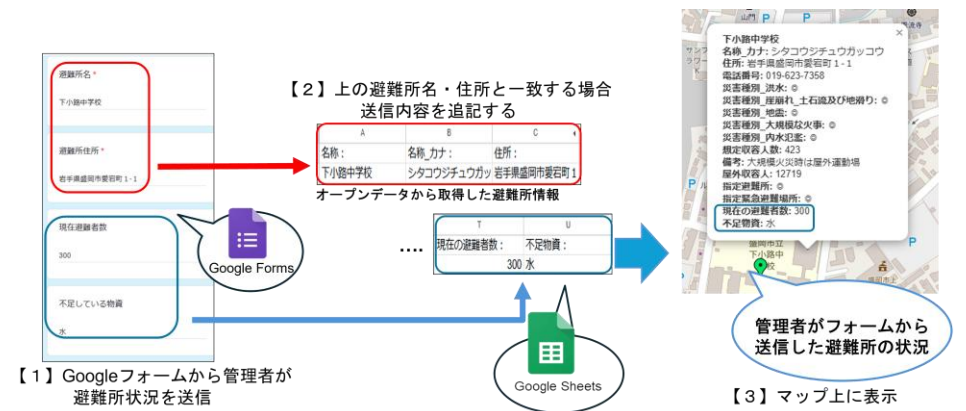 避難所名 *
下小路中学校
避難所住所 *
岩手県盛岡市愛宕町1-1
現在避難者数
300
不足している物資
水
Google Forms
【1】Googleフォームから管理者が
避難所状況を送信
【2】上の避難所名・住所と一致する場合
送信内容を追記する
A B C
名称: 名称_カナ: 住所:
下小路中学校 シタコウジチュウガッ 岩手県盛岡市愛宕町1
オープンデータから取得した避難所情報
‥‥
T U
現在の避難者数: 不足物資:
300 水
Google Sheets
山門 P P
×
下小路中学校
名称_カナ: シタコウジチュウガッコウ
住所: 岩手県盛岡市愛宕町1-1
電話番号: 019-623-7358
災害種別_洪水: ◎
災害種別_崖崩れ_土石流及び地滑り: ◎
災害種別_地震: ◎
災害種別_大規模な火事: ◎
災害種別_内水氾濫: ◎
想定収容人数: 423
備考: 大規模火災時は屋外運動場
屋外収容人: 12719
指定避難所: ◎
指定緊急避難場所: ◎
現在の避難者数: 300
不足物資: 水
盛岡市立
下小路中
校
P
P
盛岡市上
管理者がフォームから
送信した避難所の状況
【3】マップ上に表示